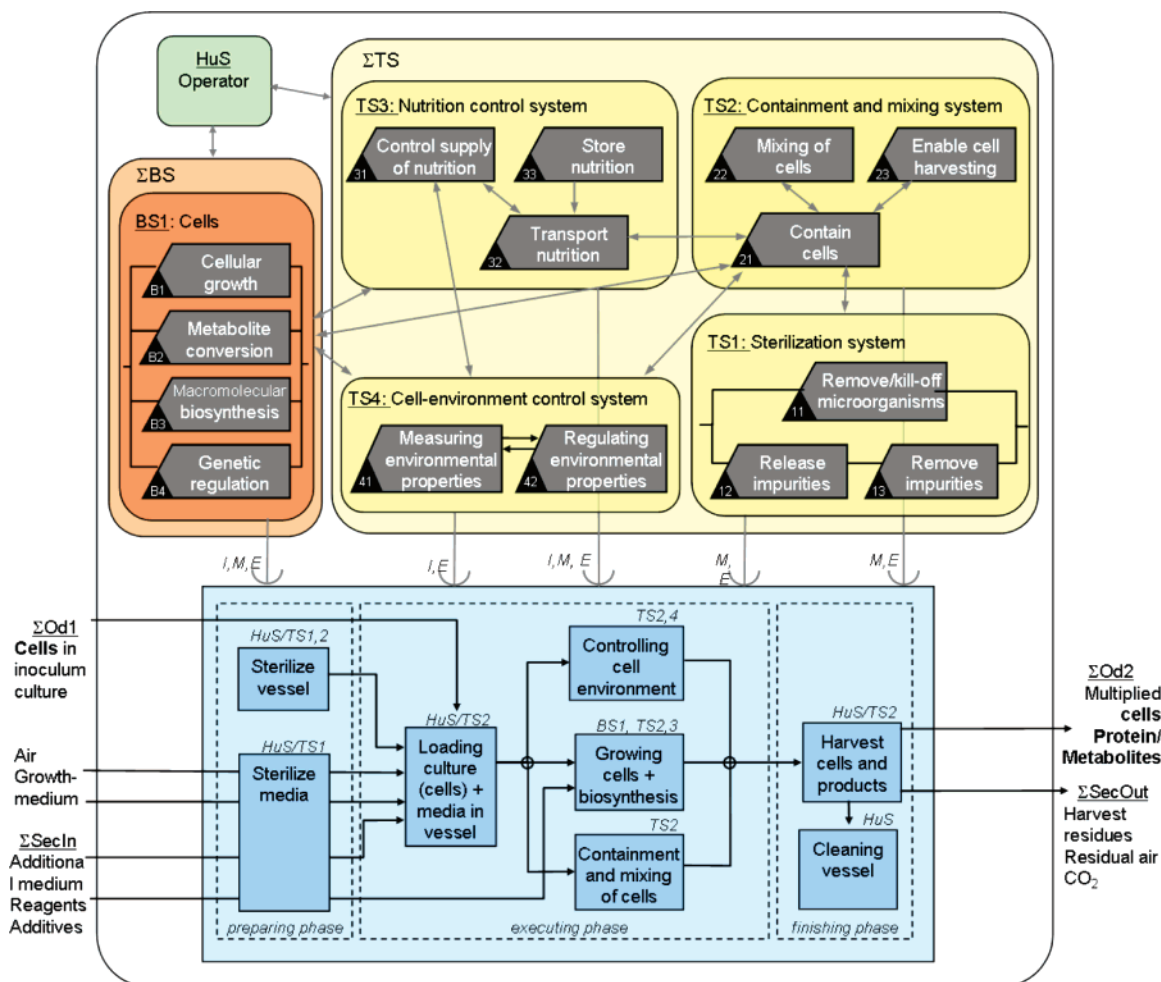 HuS
Operator
ΣTS
TS3: Nutrition control system
Control supply
of nutrition
31
Store
nutrition
33
Transport
nutrition
32
TS2: Containment and mixing system
Mixing of
cells
22
Enable cell
harvesting
23
Contain
cells
21
ΣBS
BS1: Cells
Cellular
growth
B1
Metabolite
conversion
B2
Macromolecular
biosynthesis
B3
Genetic
regulation
B4
TS4: Cell-environment control system
Measuring
environmental
properties
41
Regulating
environmental
properties
42
TS1: Sterilization system
Remove/kill-off
microorganisms
11
Release
impurities
12
Remove
impurities
13
I,M,E
I,E
I,M, E
M,
E
M,E
ΣOd1
Cells in
inoculum
culture
Air
Growth-
medium
ΣSecIn
Additiona
l medium
Reagents
Additives
HuS/TS1,2
Sterilize
vessel
HuS/TS1
Sterilize
media
preparing phase
HuS/TS2
Loading
culture
(cells) +
media in
vessel
TS2,4
Controlling
cell
environment
BS1, TS2,3
Growing
cells +
biosynthesis
TS2
Containment
and mixing
of cells
executing phase
HuS/TS2
Harvest
cells and
products
HuS
Cleaning
vessel
finishing phase
ΣOd2
Multiplied
cells
Protein/
Metabolites
ΣSecOut
Harvest
residues
Residual air
CO2